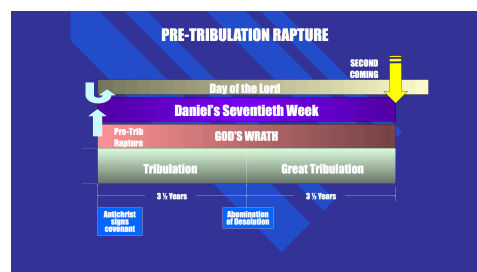 PRE-TRIBULATION RAPTURE
SECOND
COMING
Day of the Lord
Daniel's Seventieth Week
Pre-Trib
Rapture
GOD'S WRATH
Tribulation
Great Tribulation
3 ½ Years
3 ½ Years
Antichrist
signs
covenant
Abomination
of Desolation